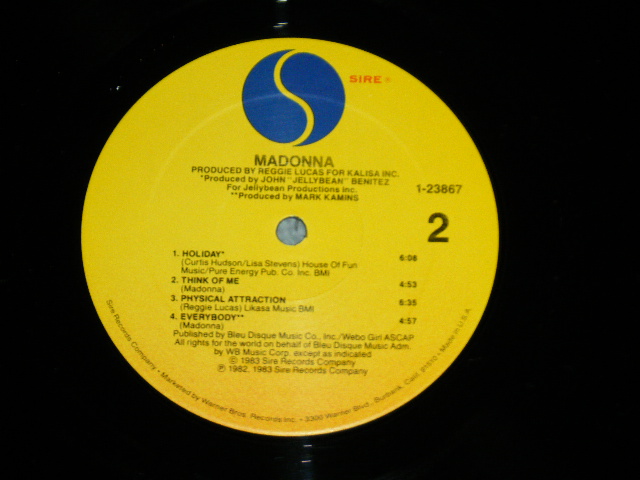 SIRE®
MADONNA
PRODUCED BY REGGIE LUCAS FOR KALISA INC.
*Produced by JOHN "JELLYBEAN" BENITEZ
For Jellybean Productions Inc.
**Produced by MARK KAMINS
1-23867
2
1. HOLIDAY* 6:08
(Curtis Hudson/Lisa Stevens) House Of Fun
Music/Pure Energy Pub. Co. Inc. BMI
2. THINK OF ME 4:53
(Madonna)
3. PHYSICAL ATTRACTION 6:35
(Reggie Lucas) Likasa Music BMI
4. EVERYBODY** 4:57
(Madonna)
Published by Bleu Disque Music Co., Inc./Webo Girl ASCAP
All rights for the world on behalf of Bleu Disque Music Adm.
by WB Music Corp. except as indicated
© 1983 Sire Records Company
℗ 1982, 1983 Sire Records Company
Sire Records Company • Marketed by Warner Bros. Records Inc. • 3300 Warner Blvd., Burbank, Calif. 91510 • Made in U.S.A.